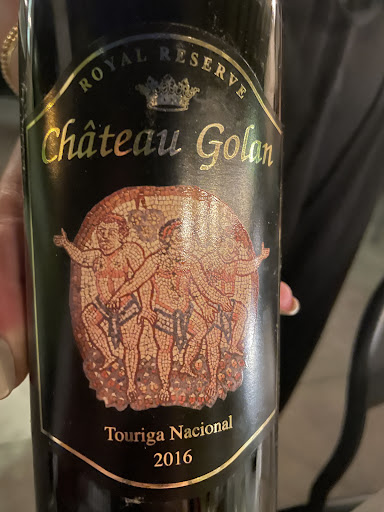 ROYAL RESERVE
Château Golan
Touriga Nacional
2016